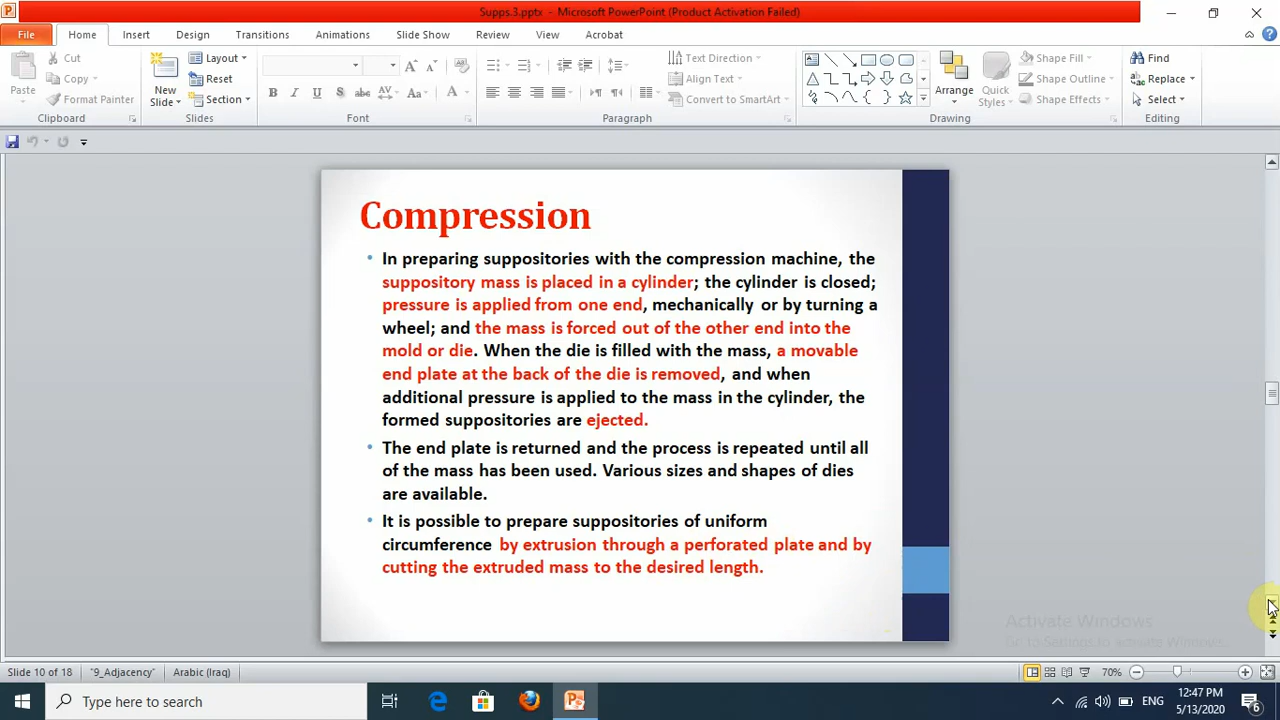 Supps.3.pptx - Microsoft PowerPoint (Product Activation Failed)
File Home Insert Design Transitions Animations Slide Show Review View Acrobat
Paste
Cut
Copy
Format Painter
Clipboard
New Slide
Layout
Reset
Section
Slides
B I U S abc AV Aa A
Font
Paragraph
Text Direction
Align Text
Convert to SmartArt
Arrange
Quick Styles
Shape Fill
Shape Outline
Shape Effects
Drawing
Find
Replace
Select
Editing
Compression
• In preparing suppositories with the compression machine, the
suppository mass is placed in a cylinder; the cylinder is closed;
pressure is applied from one end, mechanically or by turning a
wheel; and the mass is forced out of the other end into the
mold or die. When the die is filled with the mass, a movable
end plate at the back of the die is removed, and when
additional pressure is applied to the mass in the cylinder, the
formed suppositories are ejected.
• The end plate is returned and the process is repeated until all
of the mass has been used. Various sizes and shapes of dies
are available.
• It is possible to prepare suppositories of uniform
circumference by extrusion through a perforated plate and by
cutting the extruded mass to the desired length.
Activate Windows
Go to Settings to activate Windows.
Slide 10 of 18 "9_Adjacency" Arabic (Iraq) 70%
Type here to search
ENG
12:47 PM
5/13/2020
6